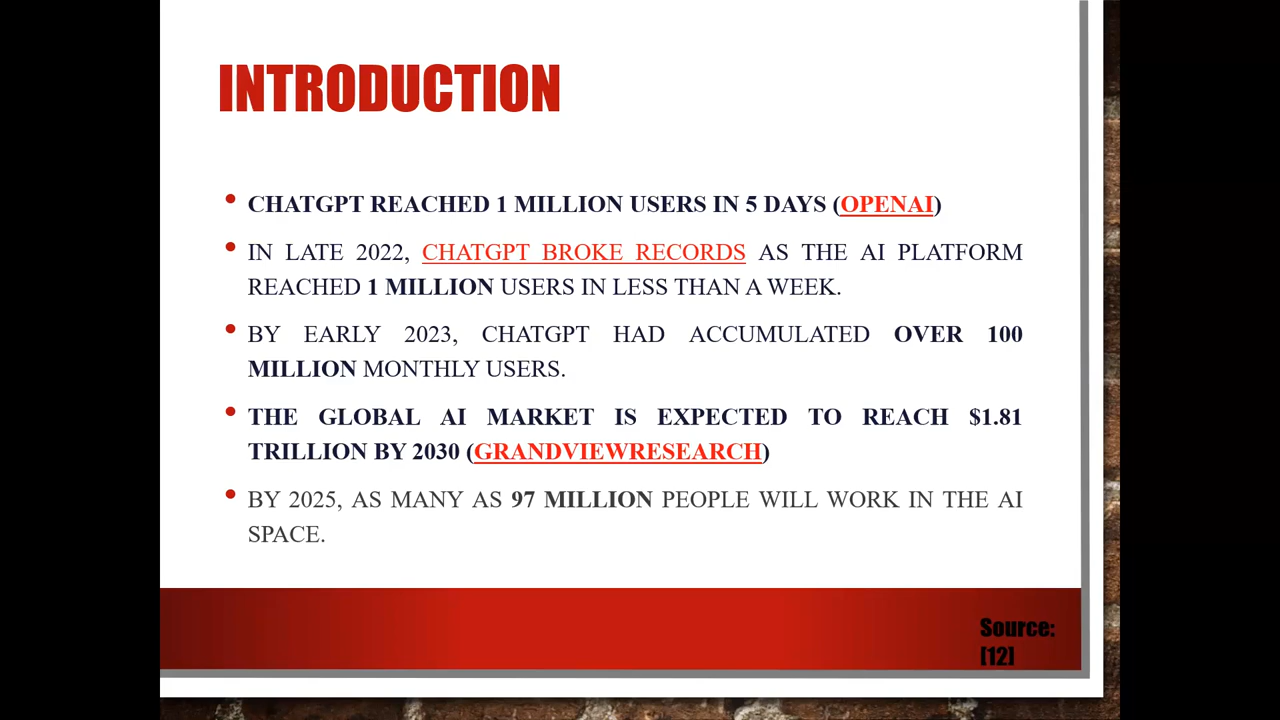 INTRODUCTION
• CHATGPT REACHED 1 MILLION USERS IN 5 DAYS (OPENAI)
• IN LATE 2022, CHATGPT BROKE RECORDS AS THE AI PLATFORM
REACHED 1 MILLION USERS IN LESS THAN A WEEK.
• BY EARLY 2023, CHATGPT HAD ACCUMULATED OVER 100
MILLION MONTHLY USERS.
• THE GLOBAL AI MARKET IS EXPECTED TO REACH $1.81
TRILLION BY 2030 (GRANDVIEWRESEARCH)
• BY 2025, AS MANY AS 97 MILLION PEOPLE WILL WORK IN THE AI
SPACE.
Source:
[12]